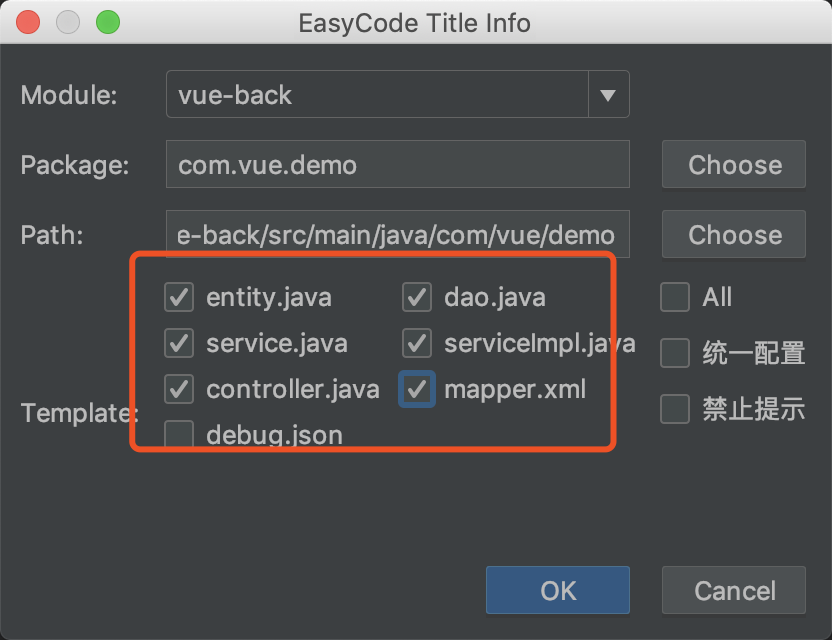 EasyCode Title Info
Module: vue-back
Package: com.vue.demo Choose
Path: e-back/src/main/java/com/vue/demo Choose
entity.java dao.java All
service.java serviceImpl.java 统一配置
controller.java mapper.xml 禁止提示
Template:
debug.json
OK Cancel